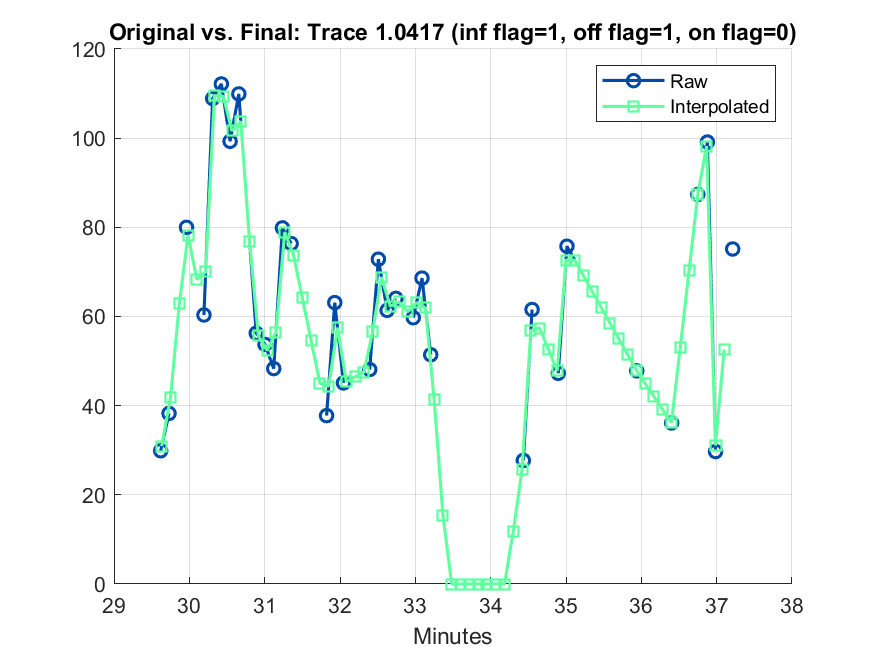 Original vs. Final: Trace 1.0417 (inf flag=1, off flag=1, on flag=0)
120
100
80
60
40
20
0
29 30 31 32 33 34 35 36 37 38
Minutes
Raw
Interpolated